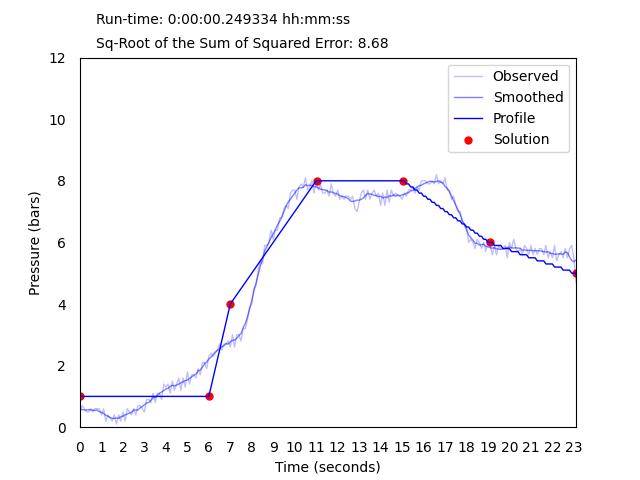 Run-time: 0:00:00.249334 hh:mm:ss
Sq-Root of the Sum of Squared Error: 8.68
Observed
Smoothed
Profile
Solution
12
10
8
6
4
2
0
Pressure (bars)
0 1 2 3 4 5 6 7 8 9 10 11 12 13 14 15 16 17 18 19 20 21 22 23
Time (seconds)